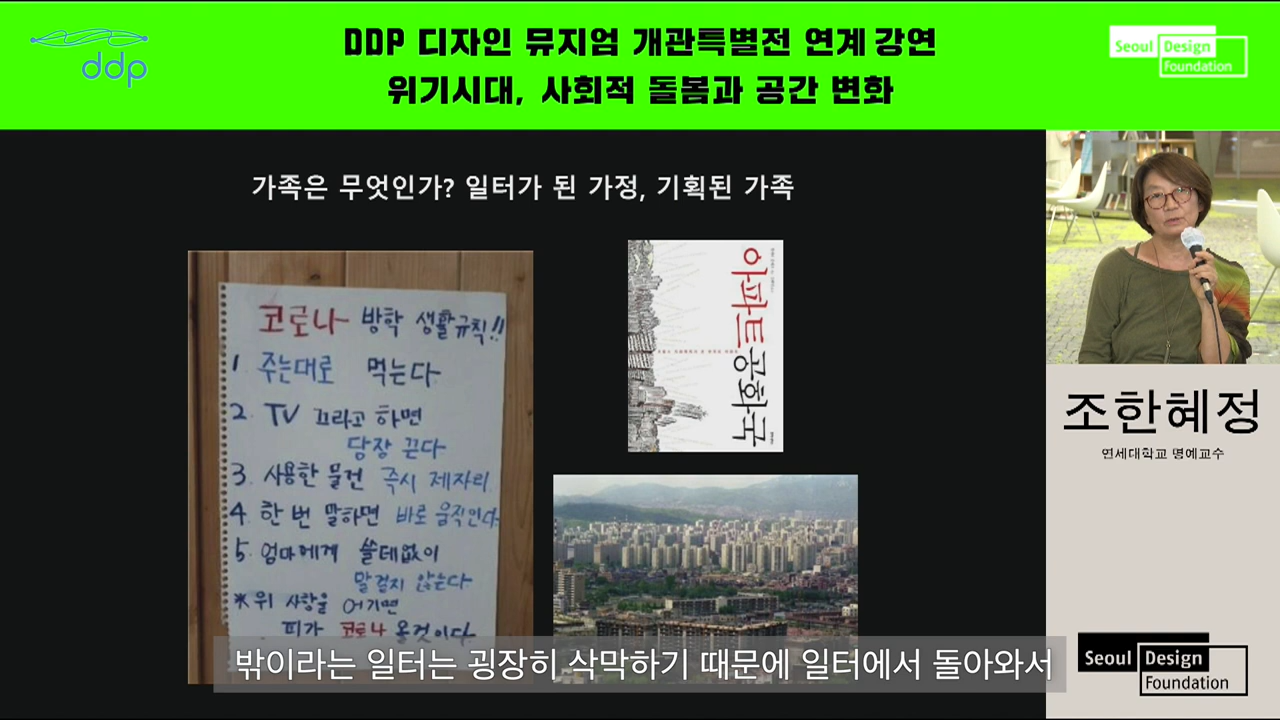 ddp
DDP 디자인 뮤지엄 개관특별전 연계 강연
위기시대, 사회적 돌봄과 공간 변화
Seoul Design
Foundation
가족은 무엇인가? 일터가 된 가정, 기획된 가족
코로나 방학 생활규칙!!
1. 주는대로 먹는다
2. TV 끄라고 하면
당장 끈다
3. 사용한 물건 즉시 제자리.
4. 한 번 말하면 바로 움직인다
5. 엄마에게 쓸데없이
말걸지 않는다
*위 사항을 어기면
피가 코로나 올것이다
아파트 공화국
조한혜정
연세대학교 명예교수
밖이라는 일터는 굉장히 삭막하기 때문에 일터에서 돌아와서
Seoul Design
Foundation